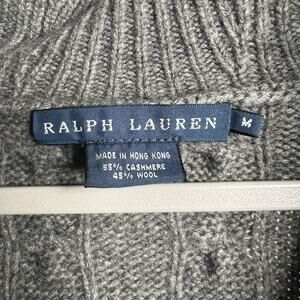 RALPH LAUREN
M
MADE IN HONG KONG
55% CASHMERE
45% WOOL